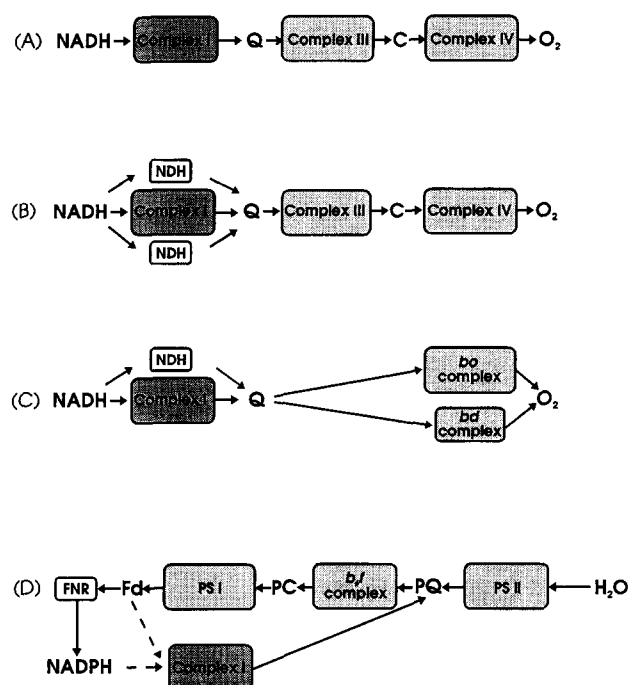 (A) NADH Complex I Q Complex III C Complex IV O₂
NDH
(B) NADH Complex I Q Complex III C Complex IV O₂
NDH
NDH
bo complex
(C) NADH Complex I Q O₂
bd complex
(D) FNR Fd PS I PC b₆f complex PQ PS II H₂O
NADPH Complex I